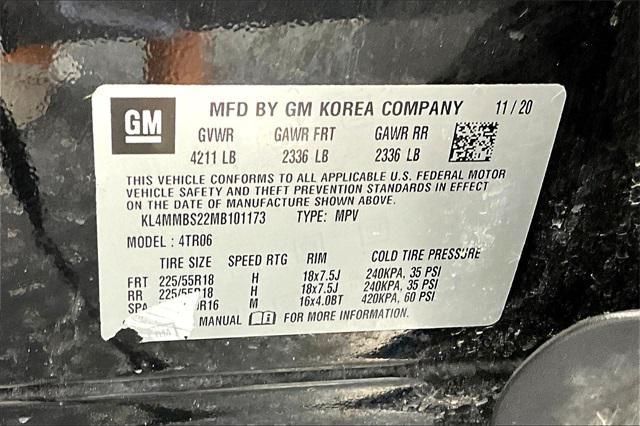 GM
MFD BY GM KOREA COMPANY 11/20
GVWR GAWR FRT GAWR RR
4211 LB 2336 LB 2336 LB
THIS VEHICLE CONFORMS TO ALL APPLICABLE U.S. FEDERAL MOTOR
VEHICLE SAFETY AND THEFT PREVENTION STANDARDS IN EFFECT
ON THE DATE OF MANUFACTURE SHOWN ABOVE.
KL4MMBS22MB101173 TYPE: MPV
MODEL: 4TR06
TIRE SIZE SPEED RTG RIM COLD TIRE PRESSURE
FRT 225/55R18 H 18x7.5J 240KPA, 35 PSI
RR 225/55R18 H 18x7.5J 240KPA, 35 PSI
SPA M 16x4.0BT 420KPA, 60 PSI
MANUAL FOR MORE INFORMATION.